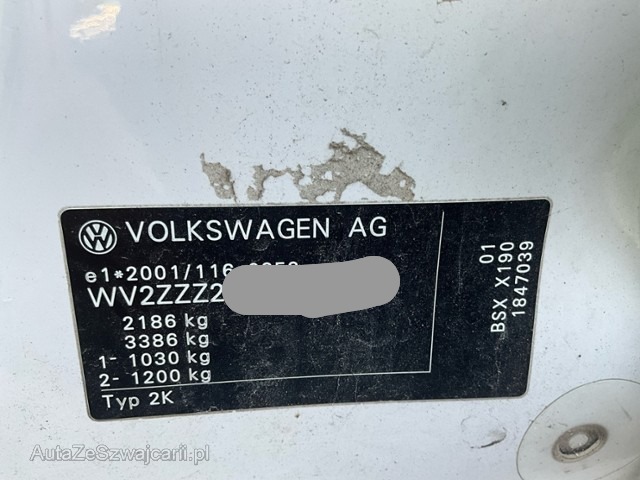 VOLKSWAGEN AG
e1*2001/116
WV2ZZZ2
2186 kg
3386 kg
1- 1030 kg
2- 1200 kg
Typ 2K
01
BSX X190
1847039
AutaZeSzwajcarii.pl